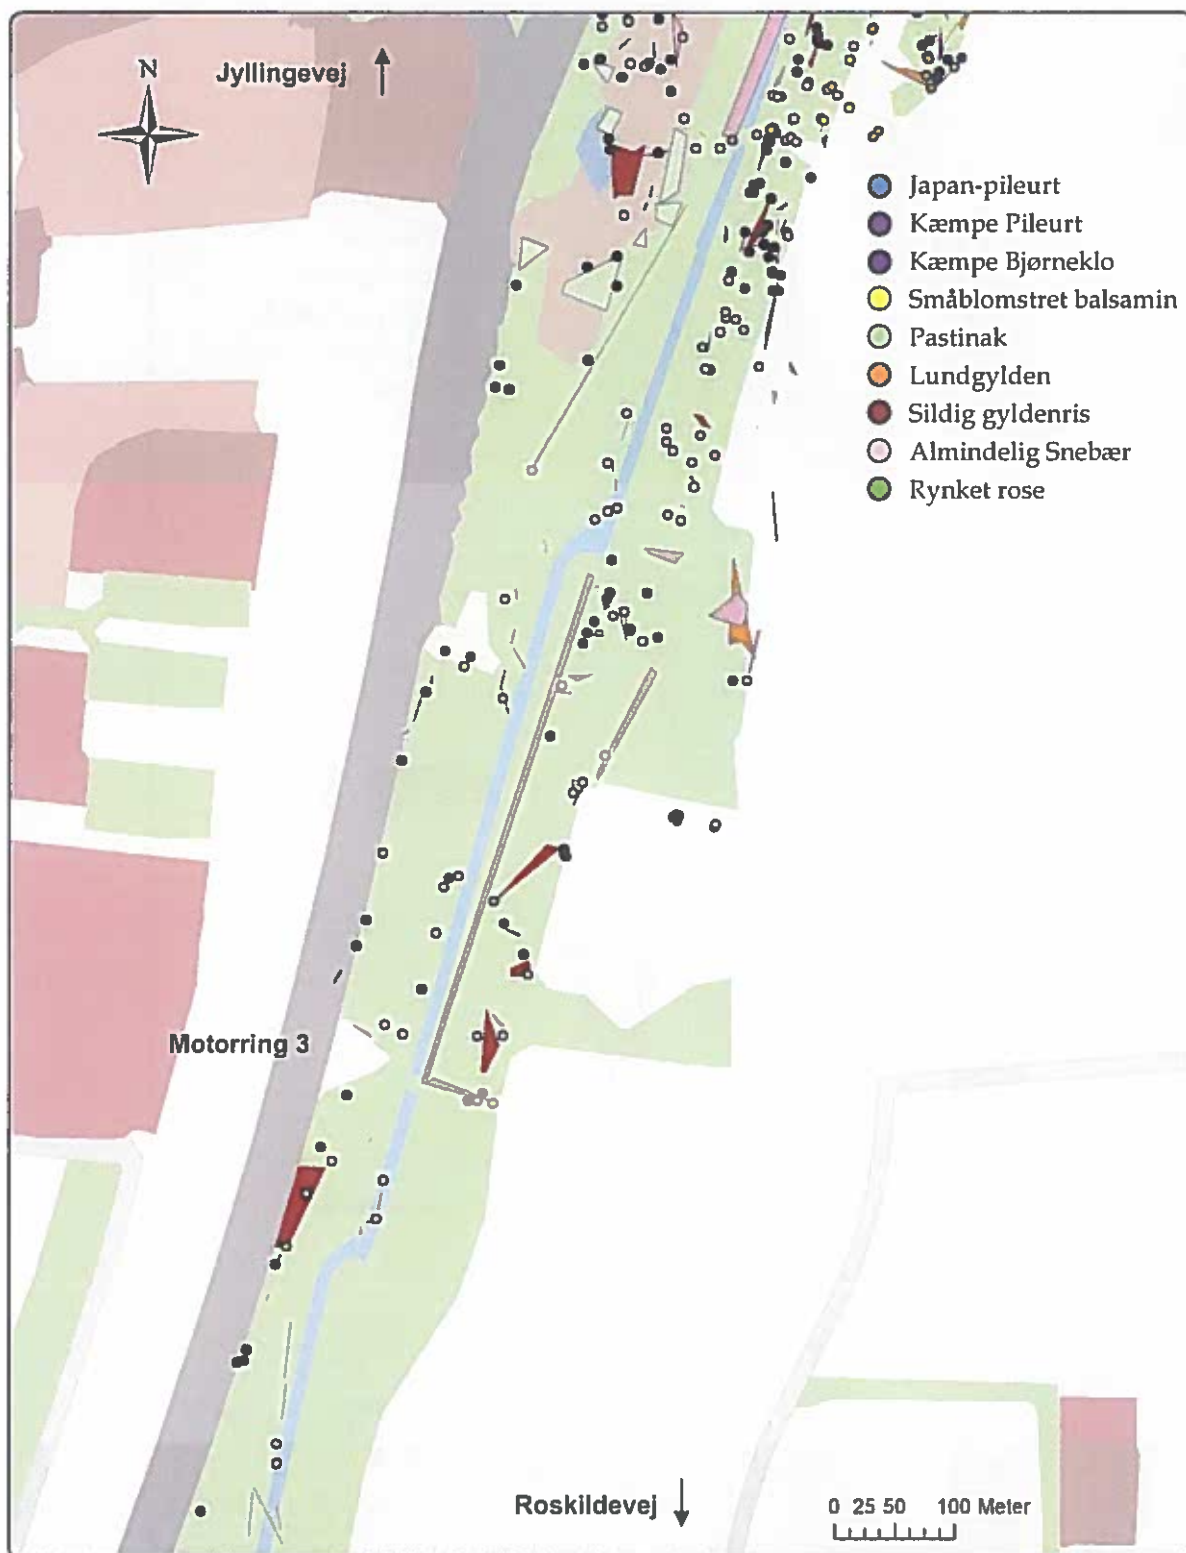 N
Jyllingevej
Japan-pileurt
Kæmpe Pileurt
Kæmpe Bjørneklo
Småblomstret balsamin
Pastinak
Lundgylden
Sildig gyldenris
Almindelig Snebær
Rynket rose
Motorring 3
Roskildevej
0 25 50 100 Meter